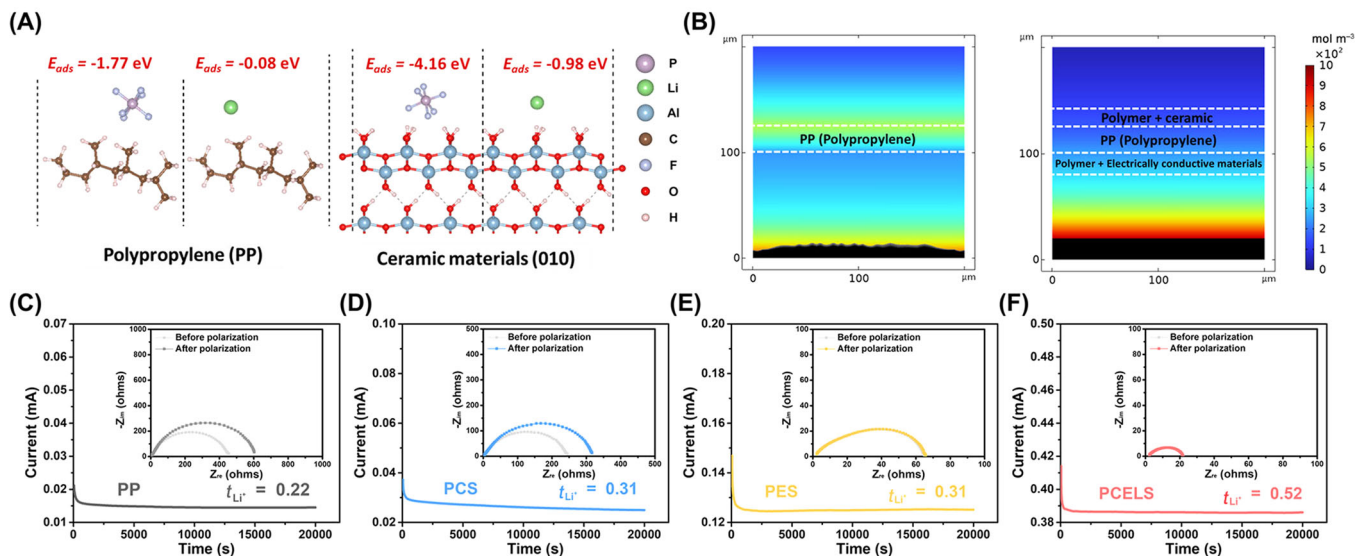 (A)
E_ads = -1.77 eV
E_ads = -0.08 eV
E_ads = -4.16 eV
E_ads = -0.98 eV
P
Li
Al
C
F
O
H
Polypropylene (PP)
Ceramic materials (010)
(B)
μm
100
0
PP (Polypropylene)
0
100
μm
μm
100
0
Polymer + ceramic
PP (Polypropylene)
Polymer + Electrically conductive materials
0
100
μm
mol m⁻³
×10²
10
9
8
7
6
5
4
3
2
1
0
(C)
Current (mA)
0.07
0.06
0.05
0.04
0.03
0.02
0.01
-Z_im (ohms)
1000
800
600
400
200
0
Before polarization
After polarization
0
200
400
600
800
1000
Z_re (ohms)
PP
t_Li⁺ = 0.22
0
5000
10000
15000
20000
Time (s)
(D)
Current (mA)
0.10
0.08
0.06
0.04
0.02
-Z_im (ohms)
500
400
300
200
100
0
Before polarization
After polarization
0
100
200
300
400
500
Z_re (ohms)
PCS
t_Li⁺ = 0.31
0
5000
10000
15000
20000
Time (s)
(E)
Current (mA)
0.20
0.18
0.16
0.14
0.12
-Z_im (ohms)
100
80
60
40
20
0
Before polarization
After polarization
0
20
40
60
80
100
Z_re (ohms)
PES
t_Li⁺ = 0.31
0
5000
10000
15000
20000
Time (s)
(F)
Current (mA)
0.50
0.48
0.46
0.44
0.42
0.40
0.38
-Z_im (ohms)
100
80
60
40
20
0
Before polarization
After polarization
0
20
40
60
80
100
Z_re (ohms)
PCELS
t_Li⁺ = 0.52
0
5000
10000
15000
20000
Time (s)